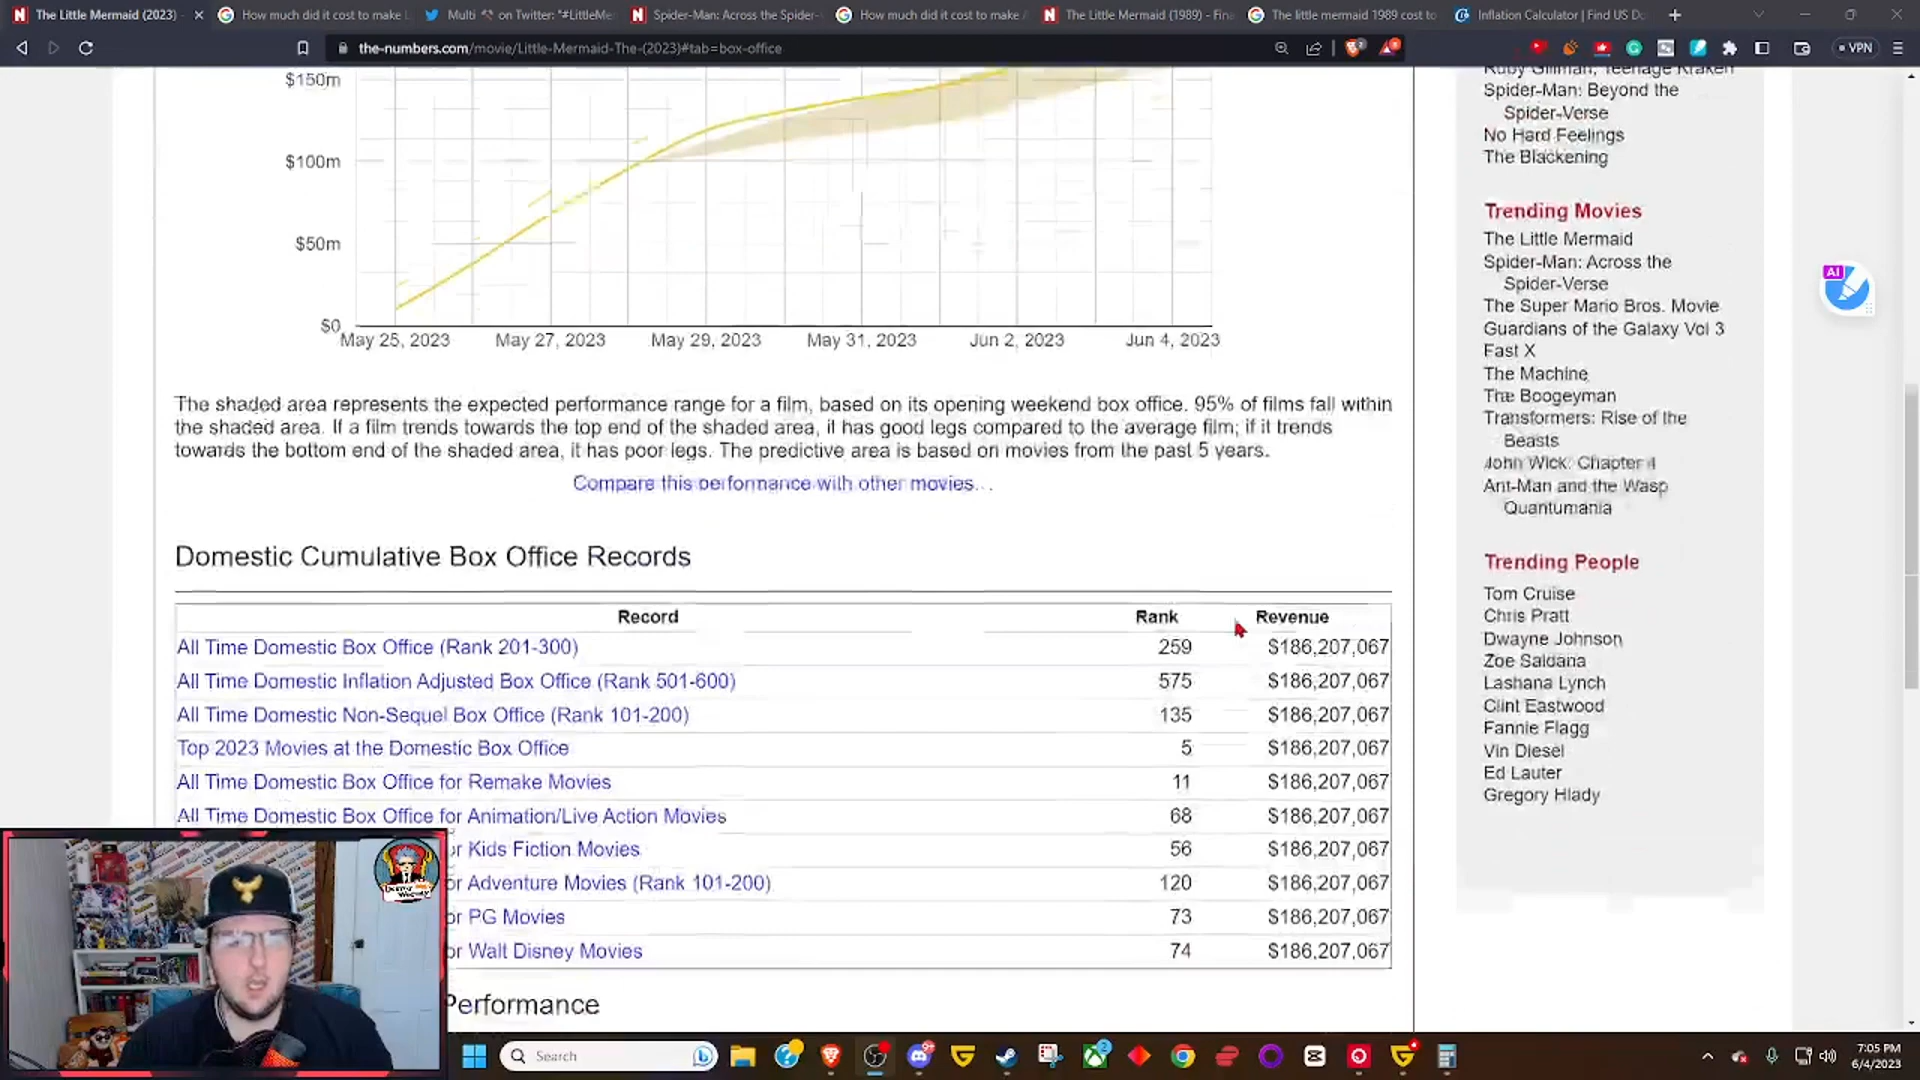 The Little Mermaid (2023)
How much did it cost to make L
Multi on Twitter: "#LittleMe
Spider-Man: Across the Spider-
How much did it cost to make
The Little Mermaid (1989) - Fina
The little mermaid 1989 cost to
Inflation Calculator | Find US Do
the-numbers.com/movie/Little-Mermaid-The-(2023)#tab=box-office
VPN
$150m
$100m
$50m
$0
May 25, 2023
May 27, 2023
May 29, 2023
May 31, 2023
Jun 2, 2023
Jun 4, 2023
The shaded area represents the expected performance range for a film, based on its opening weekend box office. 95% of films fall within
the shaded area. If a film trends towards the top end of the shaded area, it has good legs compared to the average film; if it trends
towards the bottom end of the shaded area, it has poor legs. The predictive area is based on movies from the past 5 years.
Compare this performance with other movies…
Domestic Cumulative Box Office Records
Record Rank Revenue
All Time Domestic Box Office (Rank 201-300) 259 $186,207,067
All Time Domestic Inflation Adjusted Box Office (Rank 501-600) 575 $186,207,067
All Time Domestic Non-Sequel Box Office (Rank 101-200) 135 $186,207,067
Top 2023 Movies at the Domestic Box Office 5 $186,207,067
All Time Domestic Box Office for Remake Movies 11 $186,207,067
All Time Domestic Box Office for Animation/Live Action Movies 68 $186,207,067
or Kids Fiction Movies 56 $186,207,067
or Adventure Movies (Rank 101-200) 120 $186,207,067
or PG Movies 73 $186,207,067
or Walt Disney Movies 74 $186,207,067
Performance
Ruby Gillman, Teenage Kraken
Spider-Man: Beyond the
Spider-Verse
No Hard Feelings
The Blackening
Trending Movies
The Little Mermaid
Spider-Man: Across the
Spider-Verse
The Super Mario Bros. Movie
Guardians of the Galaxy Vol 3
Fast X
The Machine
The Boogeyman
Transformers: Rise of the
Beasts
John Wick: Chapter 4
Ant-Man and the Wasp
Quantumania
Trending People
Tom Cruise
Chris Pratt
Dwayne Johnson
Zoe Saldana
Lashana Lynch
Clint Eastwood
Fannie Flagg
Vin Diesel
Ed Lauter
Gregory Hlady
AI
Search
7:05 PM
6/4/2023